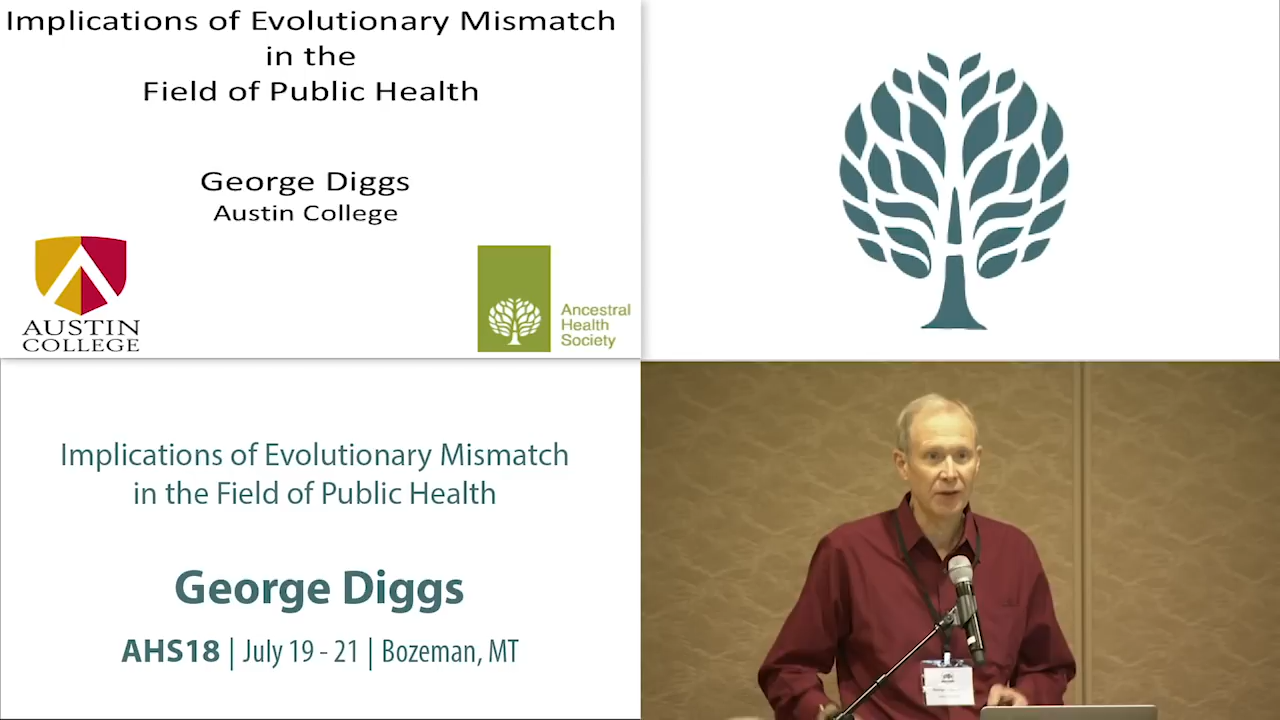 Implications of Evolutionary Mismatch
in the
Field of Public Health
George Diggs
Austin College
AUSTIN
COLLEGE
Ancestral
Health
Society
Implications of Evolutionary Mismatch
in the Field of Public Health
George Diggs
AHS18 | July 19 - 21 | Bozeman, MT